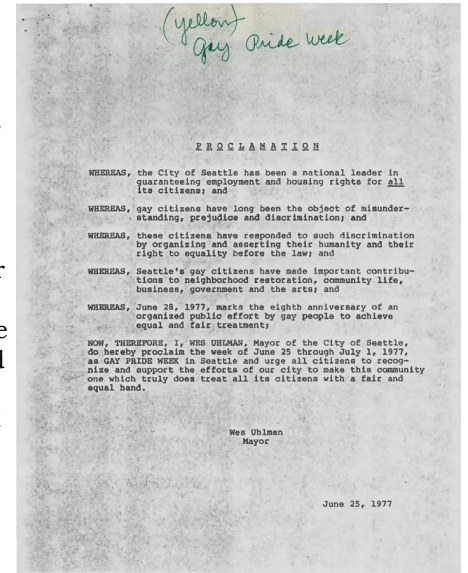 (yellow)
Gay Pride Week
PROCLAMATION
WHEREAS, the City of Seattle has been a national leader in
guaranteeing employment and housing rights for all
its citizens; and
WHEREAS, gay citizens have long been the object of misunder-
standing, prejudice and discrimination; and
WHEREAS, these citizens have responded to such discrimination
by organizing and asserting their humanity and their
right to equality before the law; and
WHEREAS, Seattle's gay citizens have made important contribu-
tions to neighborhood restoration, community life,
business, government and the arts; and
WHEREAS, June 28, 1977, marks the eighth anniversary of an
organized public effort by gay people to achieve
equal and fair treatment;
NOW, THEREFORE, I, WES UHLMAN, Mayor of the City of Seattle,
do hereby proclaim the week of June 25 through July 1, 1977,
as GAY PRIDE WEEK in Seattle and urge all citizens to recog-
nize and support the efforts of our city to make this community
one which truly does treat all its citizens with a fair and
equal hand.
Wes Uhlman
Mayor
June 25, 1977